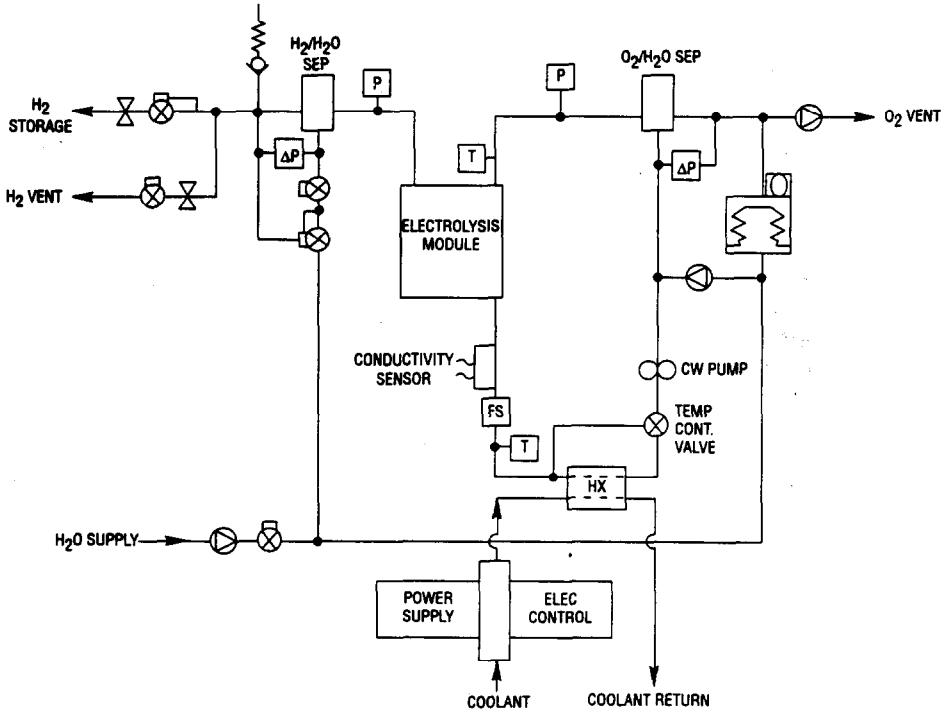 H2/H2O
SEP
P
H2
STORAGE
ΔP
H2 VENT
P
O2/H2O SEP
O2 VENT
T
ΔP
ELECTROLYSIS
MODULE
CONDUCTIVITY
SENSOR
FS
T
CW PUMP
TEMP
CONT.
VALVE
HX
H2O SUPPLY
POWER
SUPPLY
ELEC
CONTROL
COOLANT
COOLANT RETURN